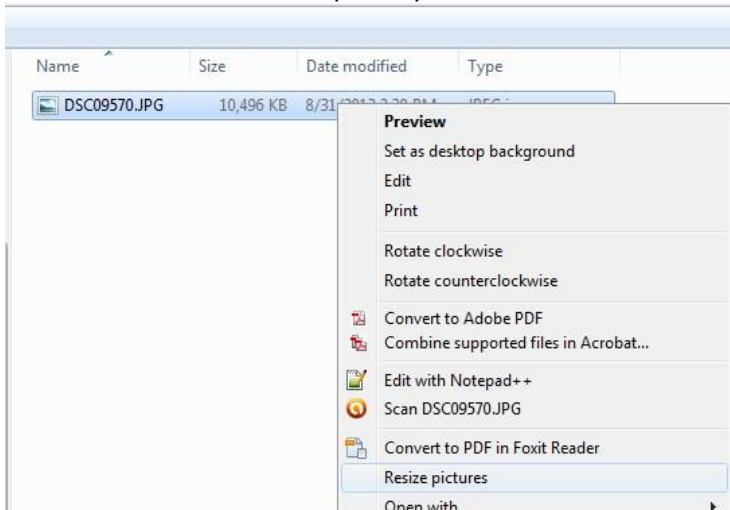 Name Size Date modified Type
DSC09570.JPG 10,496 KB
Preview
Set as desktop background
Edit
Print
Rotate clockwise
Rotate counterclockwise
Convert to Adobe PDF
Combine supported files in Acrobat...
Edit with Notepad++
Scan DSC09570.JPG
Convert to PDF in Foxit Reader
Resize pictures
Open with